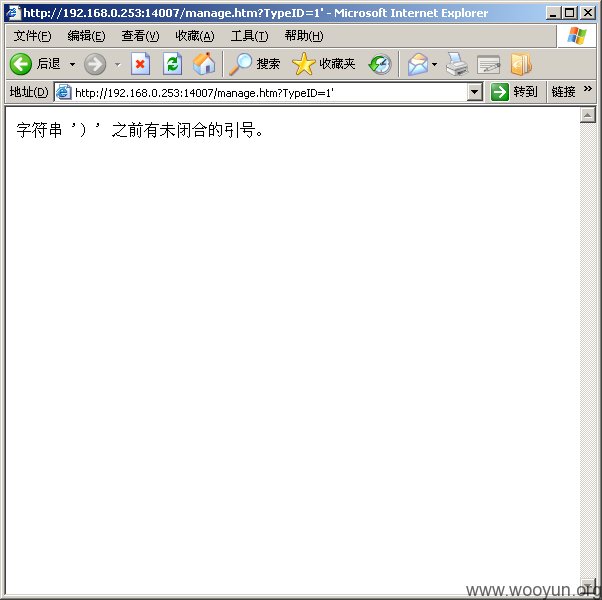 http://192.168.0.253:14007/manage.htm?TypeID=1' - Microsoft Internet Explorer
文件(F) 编辑(E) 查看(V) 收藏(A) 工具(T) 帮助(H)
后退 搜索 收藏夹
地址(D) http://192.168.0.253:14007/manage.htm?TypeID=1' 转到 链接 »
字符串 ') ' 之前有未闭合的引号。
www.wooyun.org